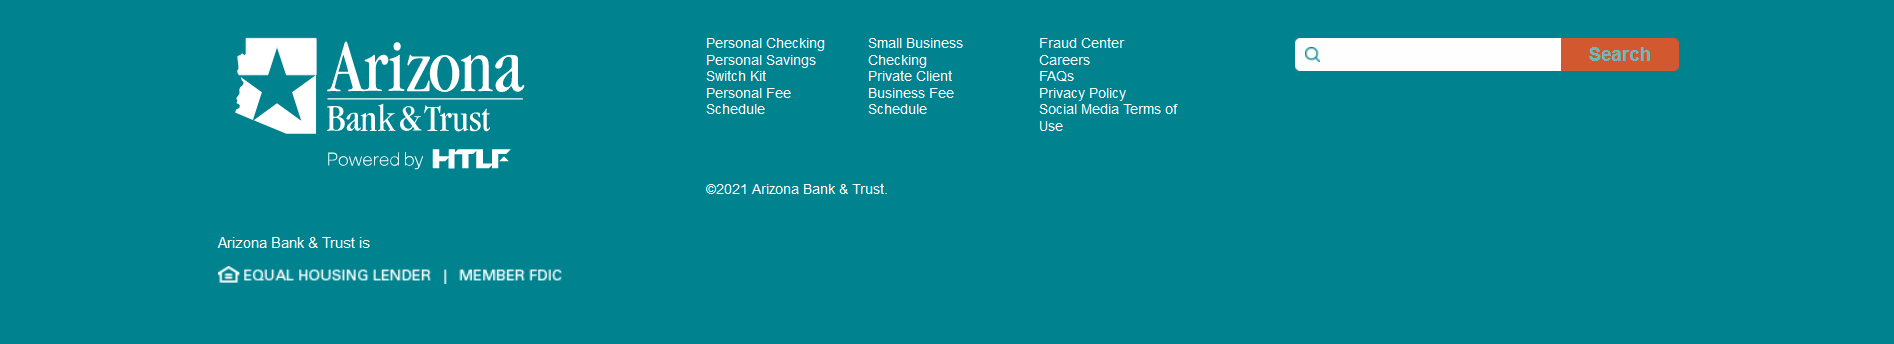 Arizona
Bank & Trust
Powered by HTLF
Arizona Bank & Trust is
EQUAL HOUSING LENDER | MEMBER FDIC
Personal Checking
Personal Savings
Switch Kit
Personal Fee
Schedule
Small Business
Checking
Private Client
Business Fee
Schedule
Fraud Center
Careers
FAQs
Privacy Policy
Social Media Terms of
Use
©2021 Arizona Bank & Trust.
Search